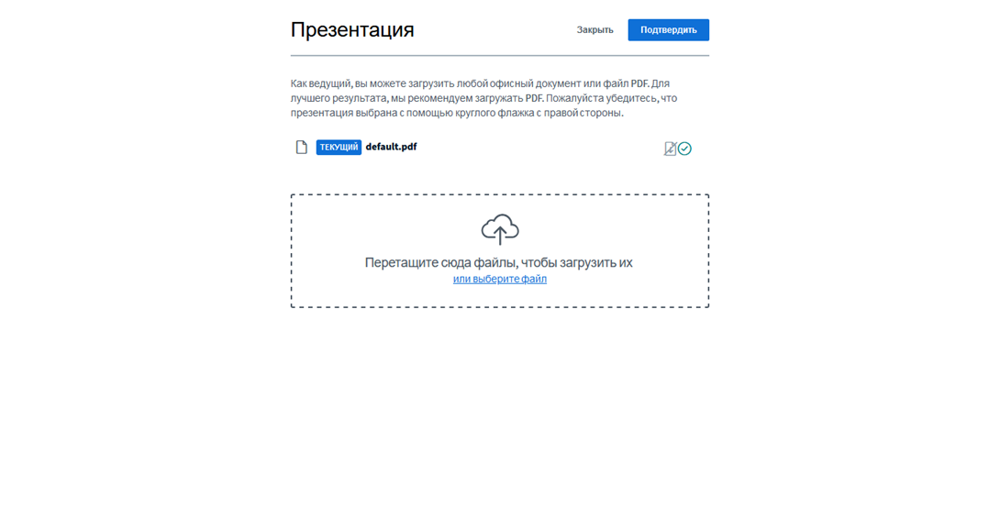 Презентация
Закрыть
Подтвердить
Как ведущий, вы можете загрузить любой офисный документ или файл PDF. Для
лучшего результата, мы рекомендуем загружать PDF. Пожалуйста убедитесь, что
презентация выбрана с помощью круглого флажка с правой стороны.
ТЕКУЩИЙ default.pdf
Перетащите сюда файлы, чтобы загрузить их
или выберите файл